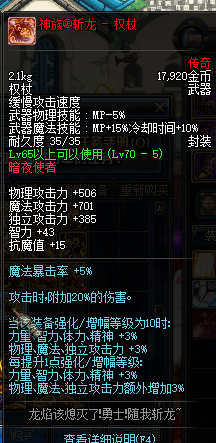 神族の斩龙 - 权杖
传奇
2.1kg 17,920金币
权杖 武器
缓慢攻击速度
武器物理技能 : MP-5%
武器魔法技能 : MP+15%冷却时间+10%
耐久度 35/35 封装
Lv65以上可以使用 (Lv70 - 5)
暗夜使者
物理攻击力 +506
魔法攻击力 +701
独立攻击力 +385
智力 +43
抗魔值 +15
重新购买
魔法暴击率 +5%
攻击时,附加20%的伤害。
当该装备强化/增幅等级为10时:
力量、智力、体力、精神 +3%
物理、魔法、独立攻击力 +3%
每提升1点强化/增幅等级:
力量、智力、体力、精神 +3%
物理、魔法、独立攻击力额外增加3%
龙焰该熄灭了!勇士!随我斩龙~
查看详细说明(F4)